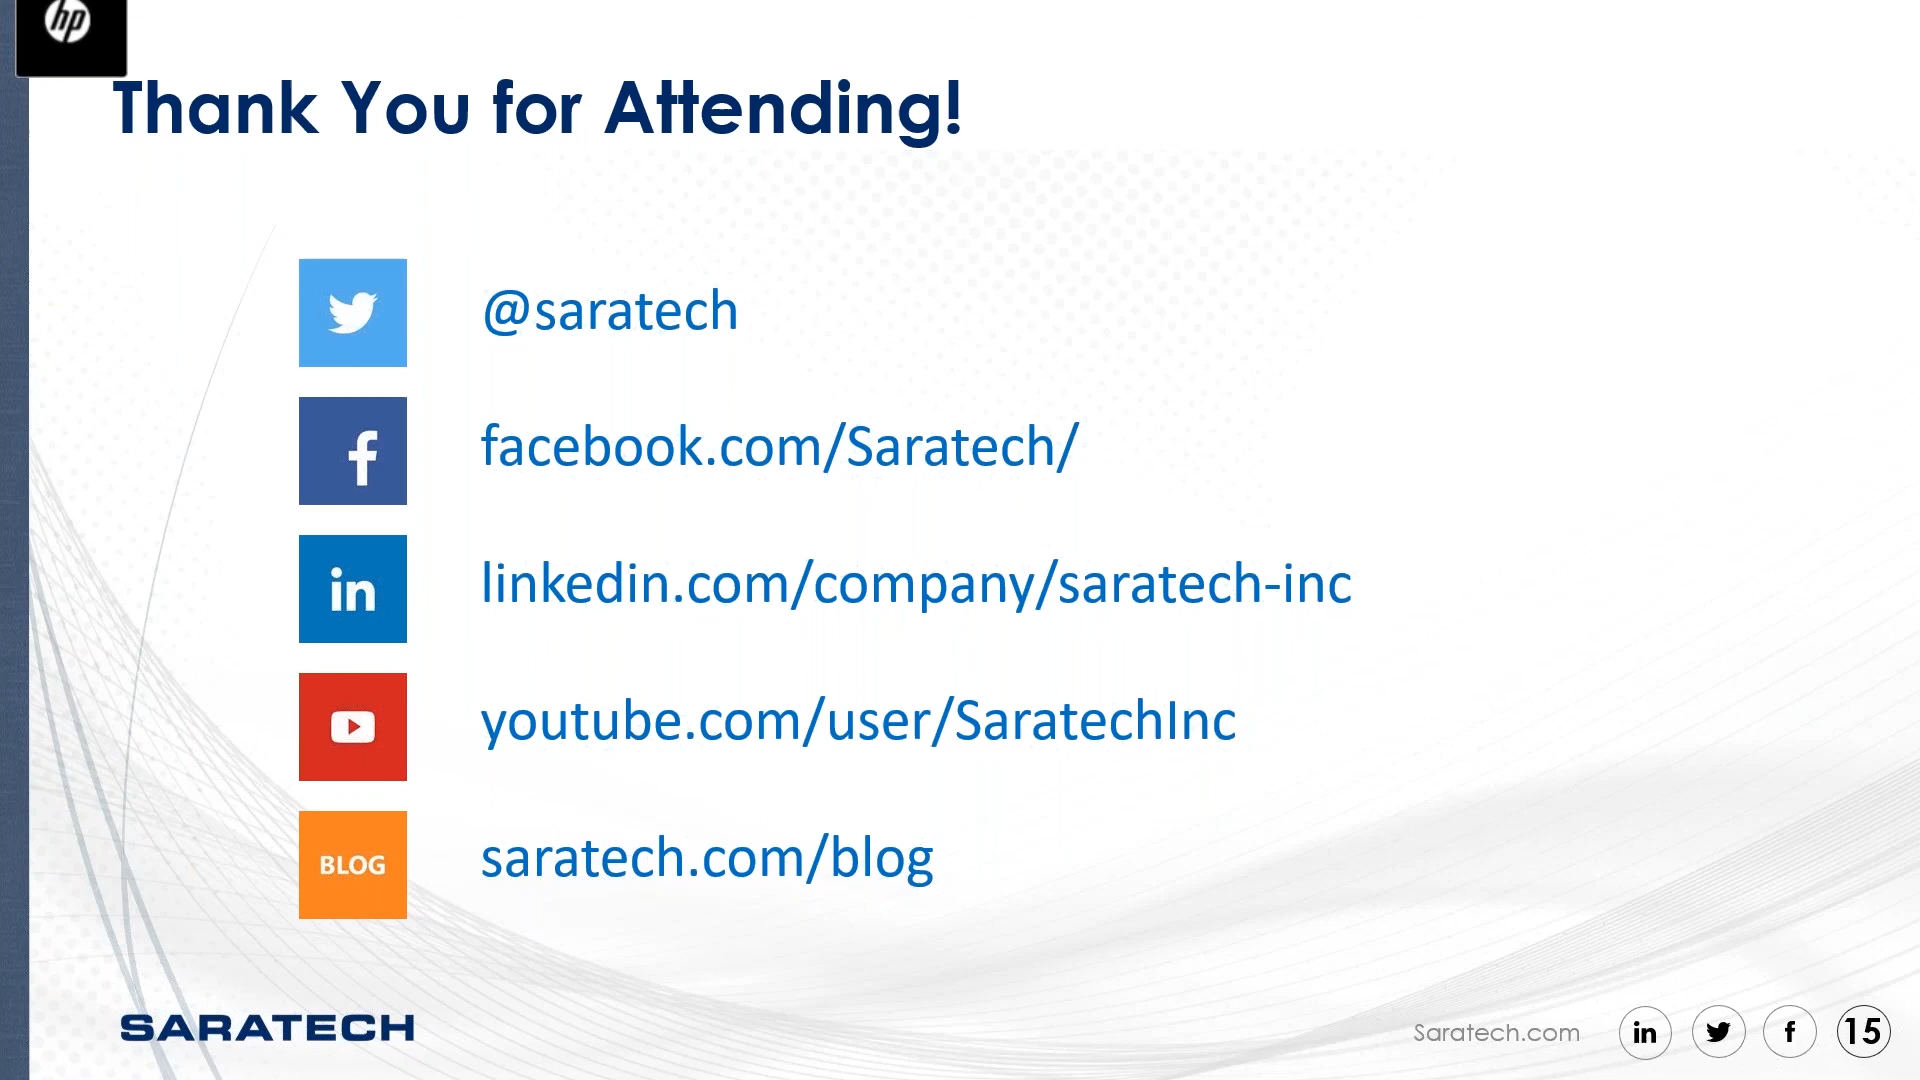 hp
Thank You for Attending!
@saratech
facebook.com/Saratech/
linkedin.com/company/saratech-inc
youtube.com/user/SaratechInc
BLOG
saratech.com/blog
SARATECH
Saratech.com
in
f
15